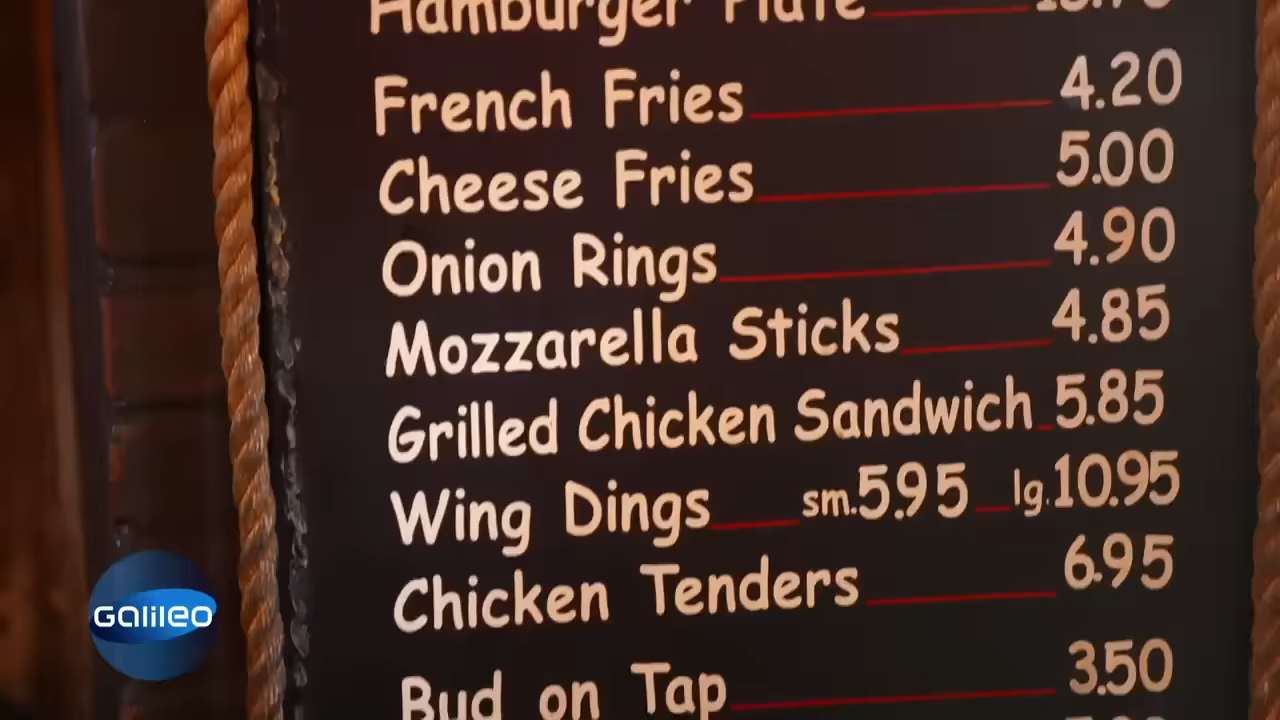 Hamburger Plate
French Fries 4.20
Cheese Fries 5.00
Onion Rings 4.90
Mozzarella Sticks 4.85
Grilled Chicken Sandwich 5.85
Wing Dings sm.5.95 lg.10.95
Chicken Tenders 6.95
Bud on Tap 3.50
Galileo